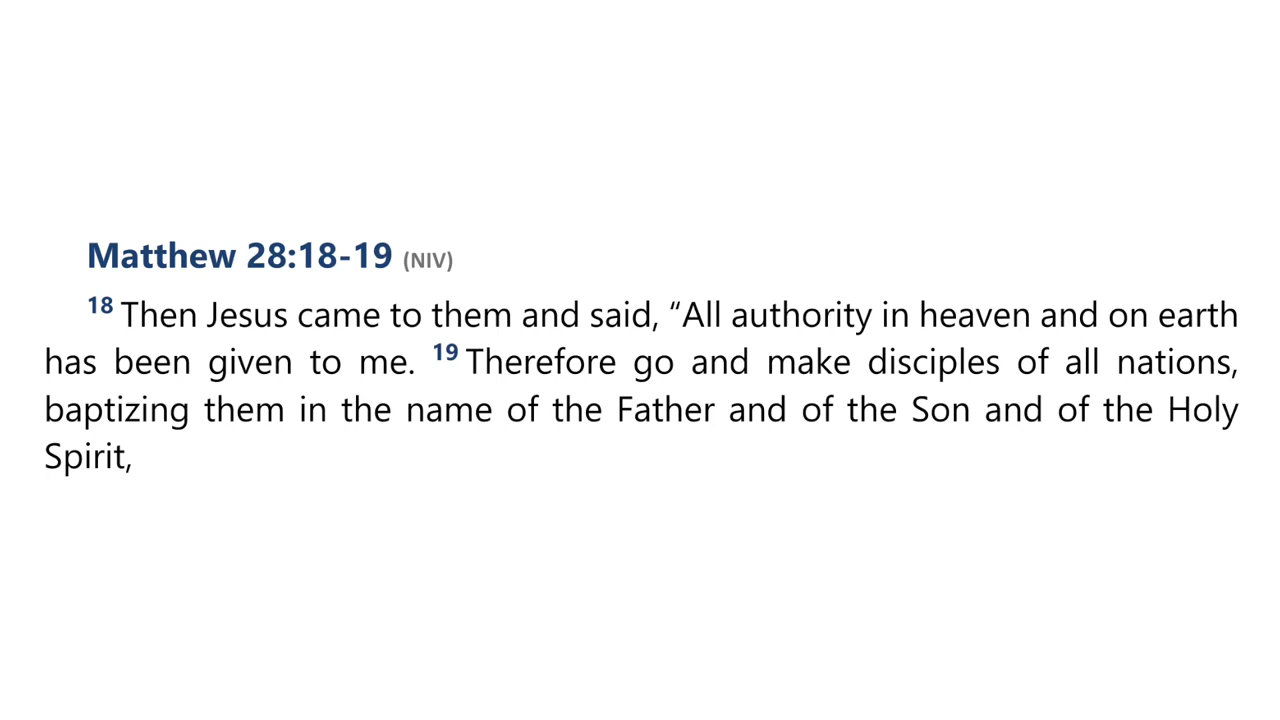 Matthew 28:18-19 (NIV)
18 Then Jesus came to them and said, “All authority in heaven and on earth
has been given to me. 19 Therefore go and make disciples of all nations,
baptizing them in the name of the Father and of the Son and of the Holy
Spirit,